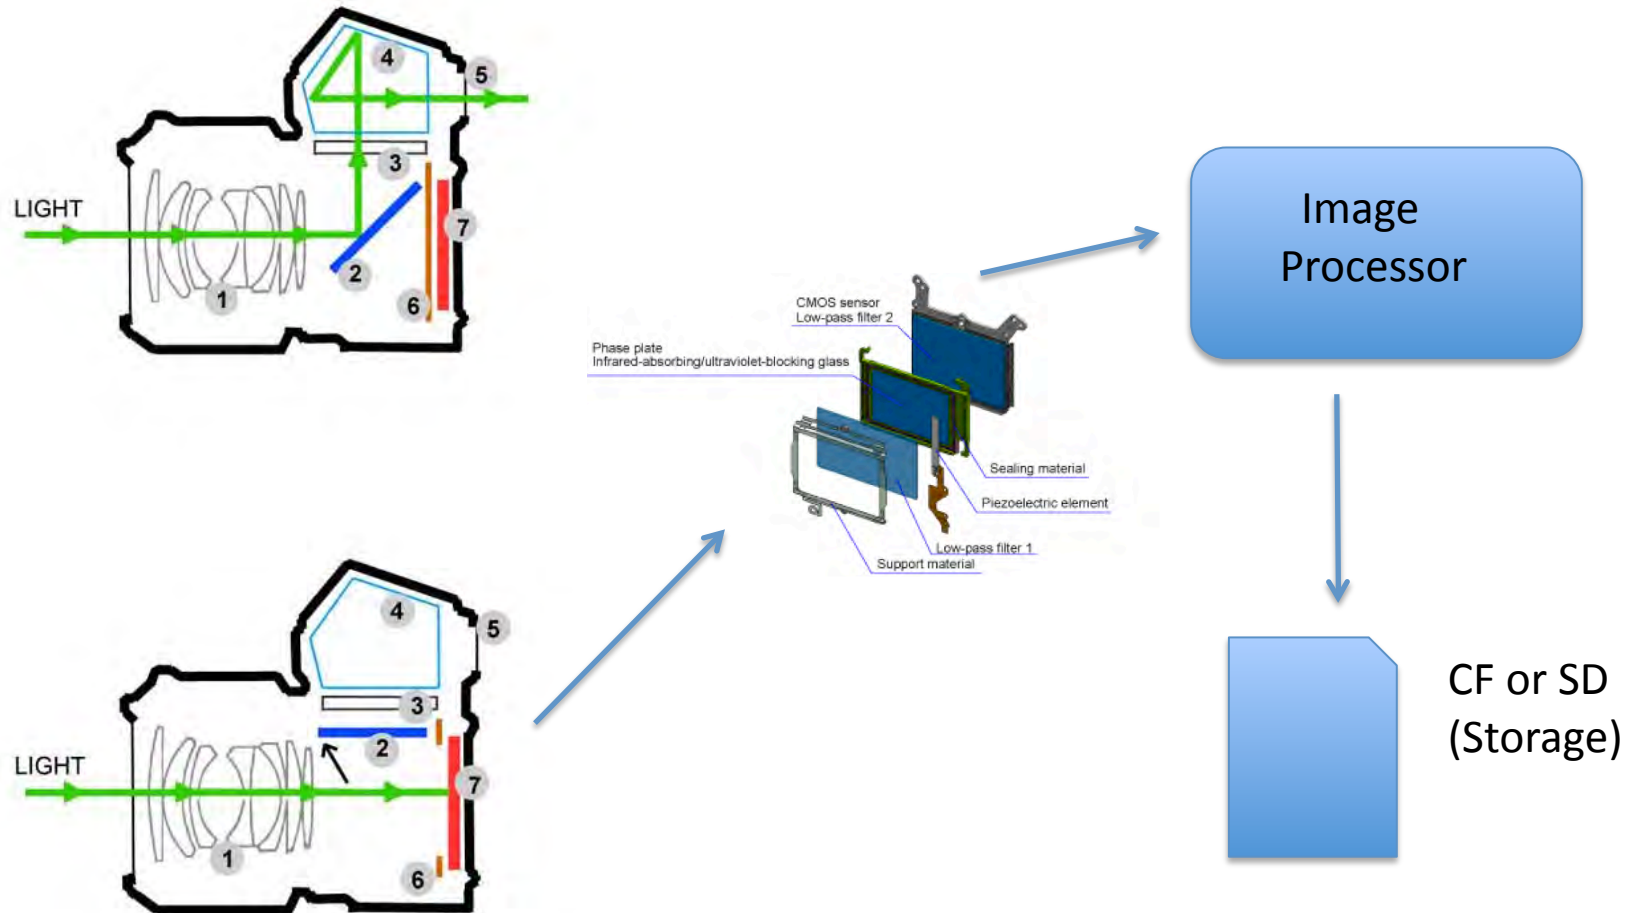 4
5
3
LIGHT
7
2
1
6
CMOS sensor
Low-pass filter 2
Phase plate
Infrared-absorbing/ultraviolet-blocking glass
Sealing material
Piezoelectric element
Low-pass filter 1
Support material
Image
Processor
4
5
3
2
LIGHT
7
1
6
CF or SD
(Storage)